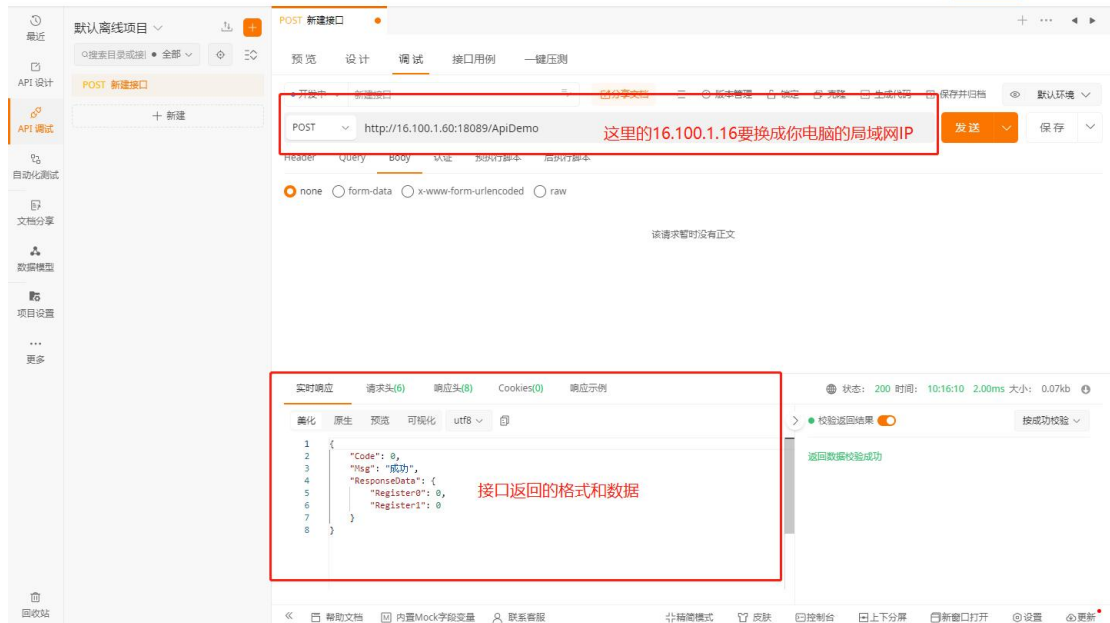 最近
API 设计
API 调试
自动化测试
文档分享
数据模型
项目设置
更多
回收站
默认离线项目
搜索目录或接
全部
POST 新建接口
新建
POST 新建接口
预览 设计 调试 接口用例 一键压测
开发中 新建接口 分享文档 版本管理 锁定 克隆 生成代码 保存并归档 默认环境
POST http://16.100.1.60:18089/ApiDemo 这里的16.100.1.16要换成你电脑的局域网IP 发送 保存
Header Query Body 认证 预执行脚本 后执行脚本
none form-data x-www-form-urlencoded raw
该请求暂时没有正文
实时响应 请求头(6) 响应头(8) Cookies(0) 响应示例 状态: 200 时间: 10:16:10 2.00ms 大小: 0.07kb
美化 原生 预览 可视化 utf8 校验返回结果 按成功校验
返回数据校验成功
1 {
2 "Code": 0,
3 "Msg": "成功",
4 "ResponseData": {
5 "Register0": 0,
6 "Register1": 0
7 }
8 }
接口返回的格式和数据
帮助文档 内置Mock字段变量 联系客服 精简模式 皮肤 控制台 上下分屏 新窗口打开 设置 更新